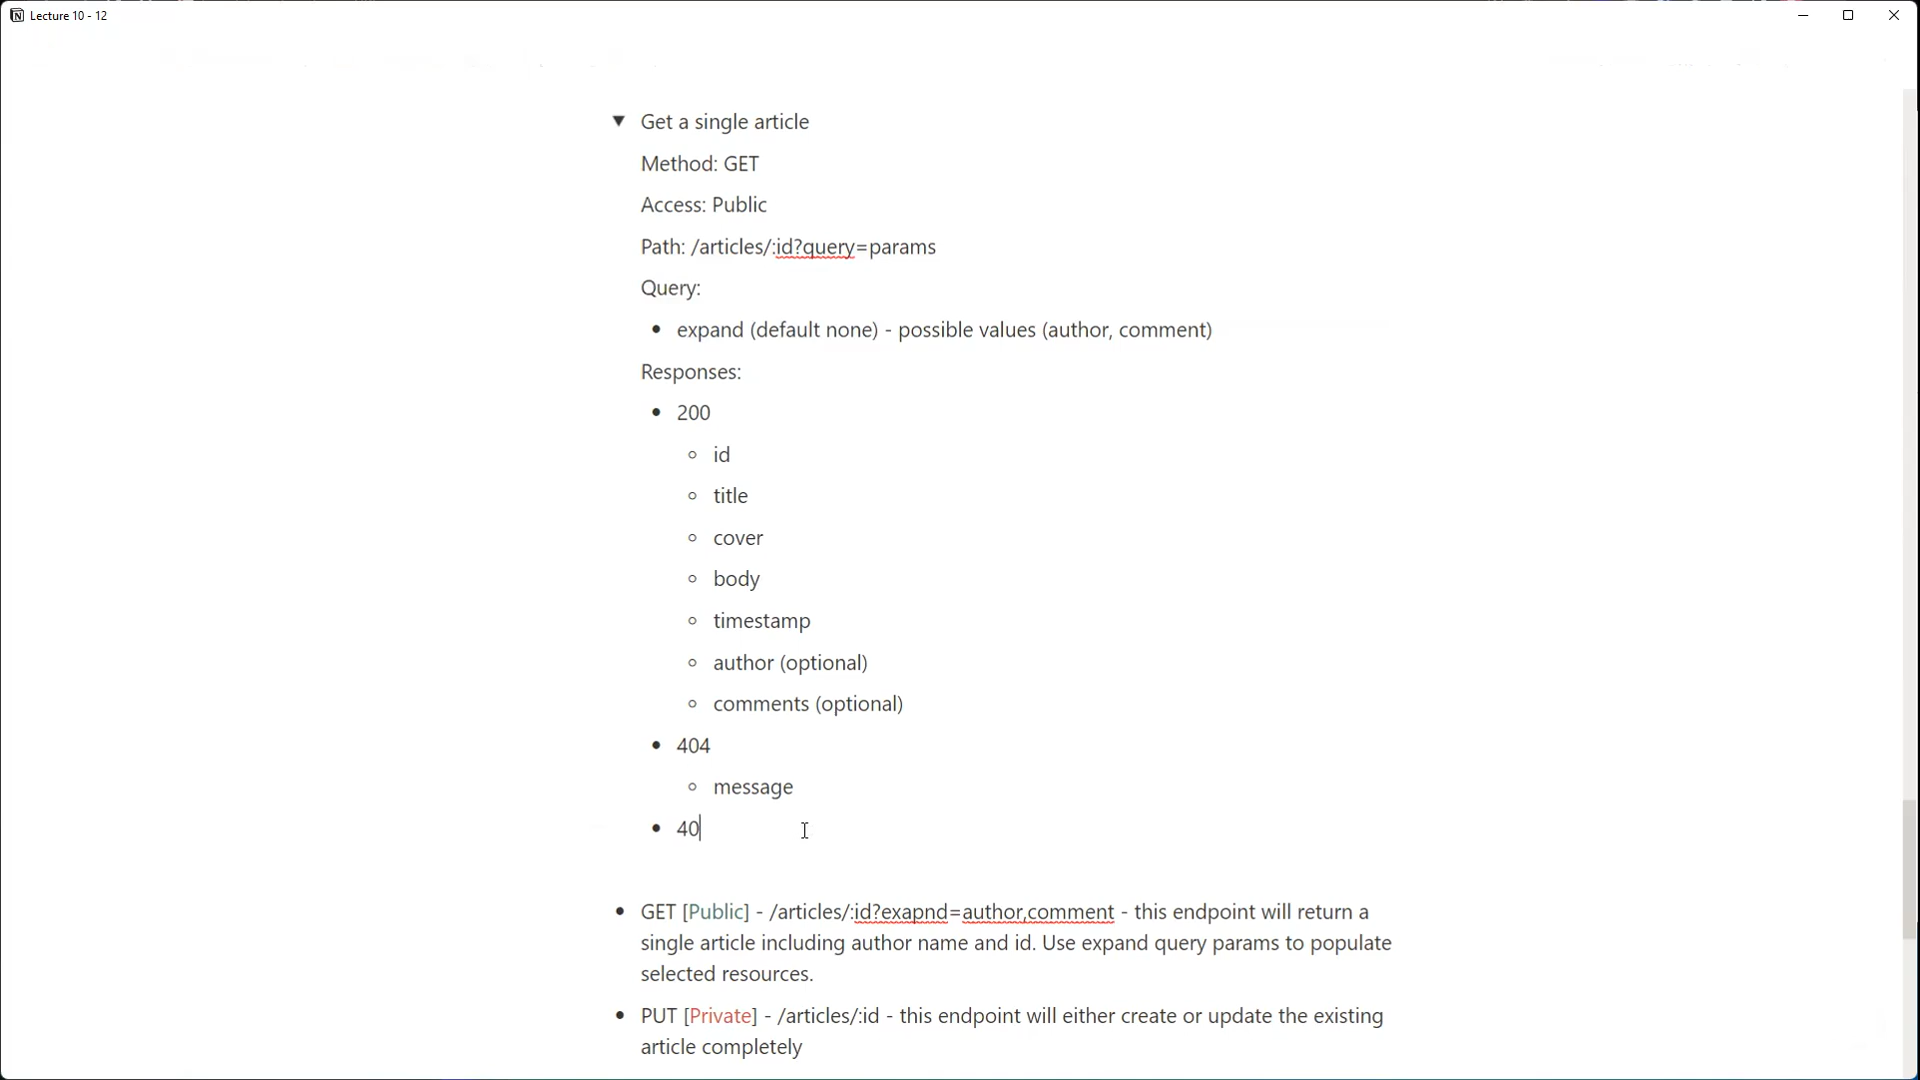 Lecture 10 - 12
Get a single article
Method: GET
Access: Public
Path: /articles/:id?query=params
Query:
expand (default none) - possible values (author, comment)
Responses:
200
id
title
cover
body
timestamp
author (optional)
comments (optional)
404
message
40
GET [Public] - /articles/:id?exapnd=author,comment - this endpoint will return a
single article including author name and id. Use expand query params to populate
selected resources.
PUT [Private] - /articles/:id - this endpoint will either create or update the existing
article completely